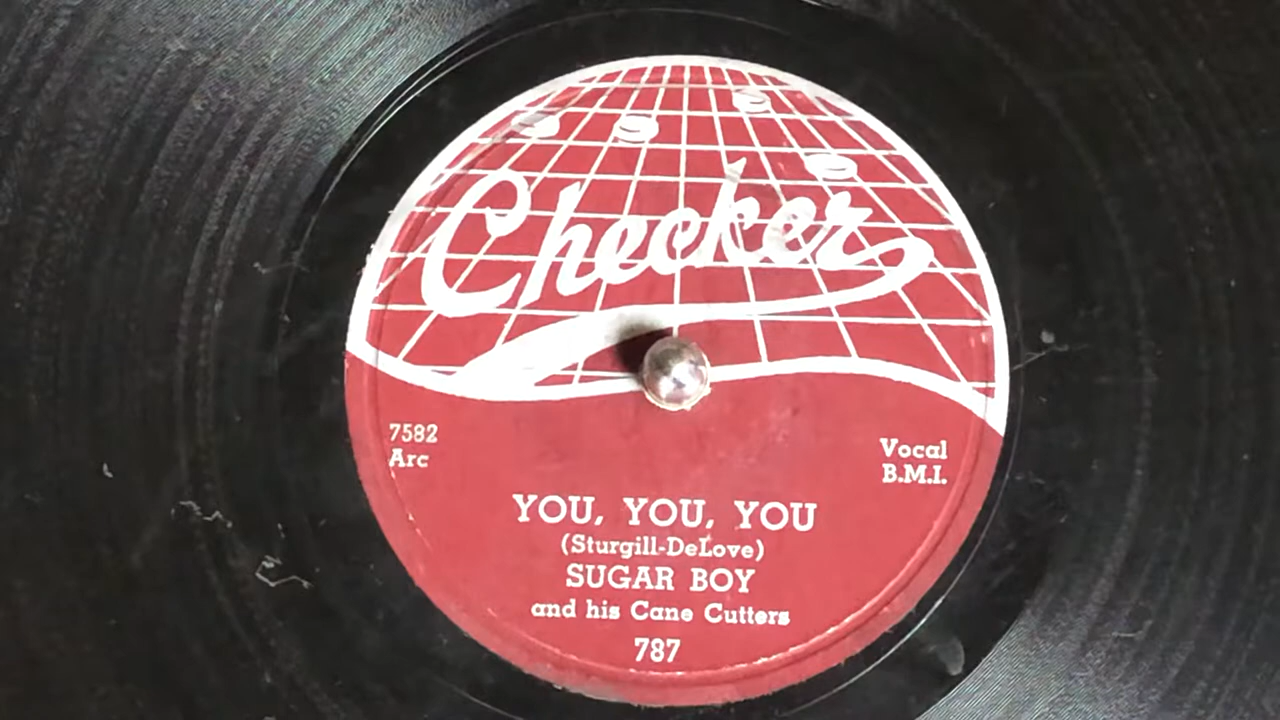 Checker
7582
Arc
Vocal
B.M.I.
YOU, YOU, YOU
(Sturgill-DeLove)
SUGAR BOY
and his Cane Cutters
787